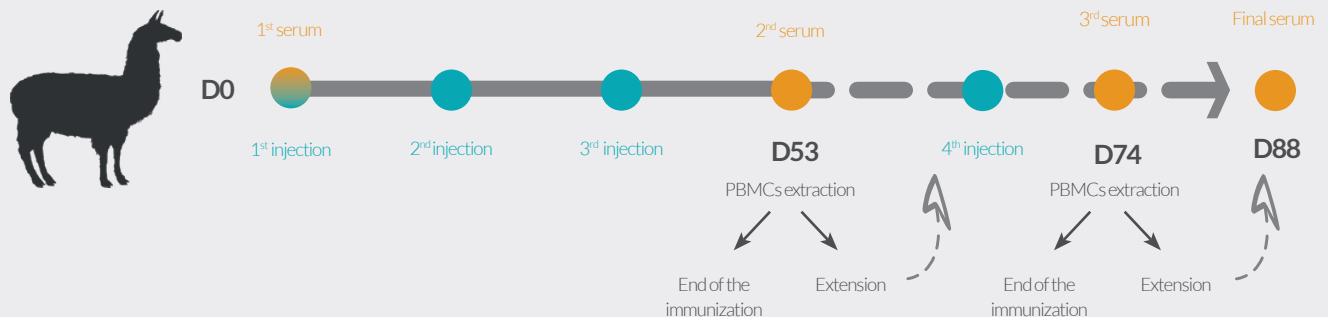 1st serum
2nd serum
3rd serum
Final serum
D0
1st injection
2nd injection
3rd injection
D53
4th injection
D74
D88
PBMCs extraction
PBMCs extraction
End of the
immunization
Extension
End of the
immunization
Extension